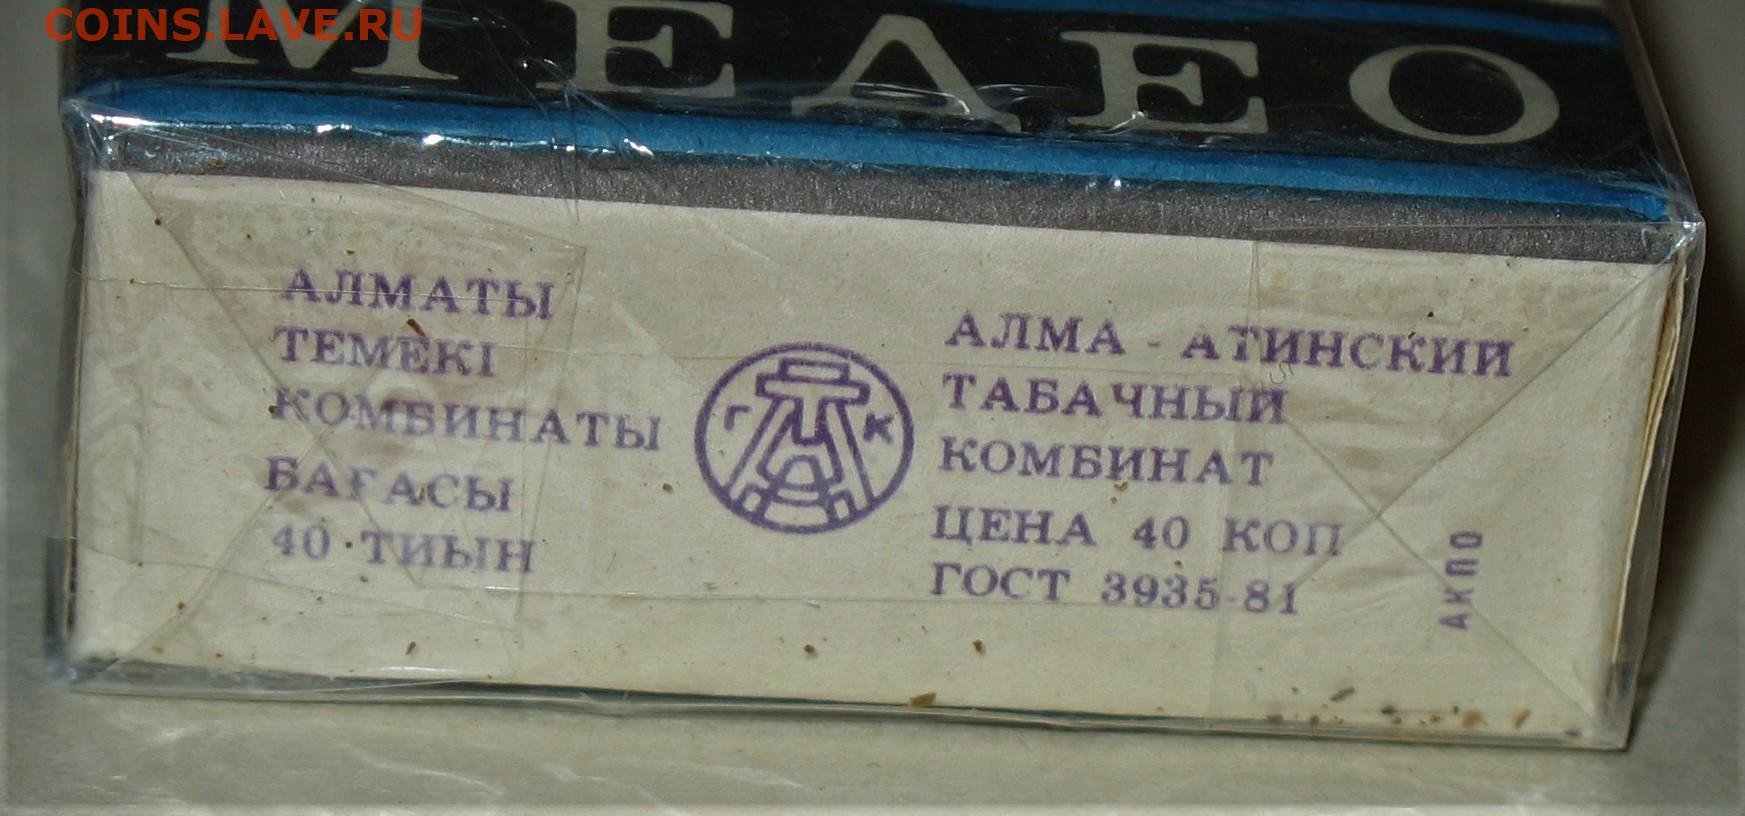 COINS.LAVE.RU
МЕДЕО
АЛМАТЫ
ТЕМЕКІ
КОМБИНАТЫ
БАҒАСЫ
40 ТИЫН
Т К
АЛМА - АТИНСКИЙ
ТАБАЧНЫЙ
КОМБИНАТ
ЦЕНА 40 КОП
ГОСТ 3935-81
АКПО